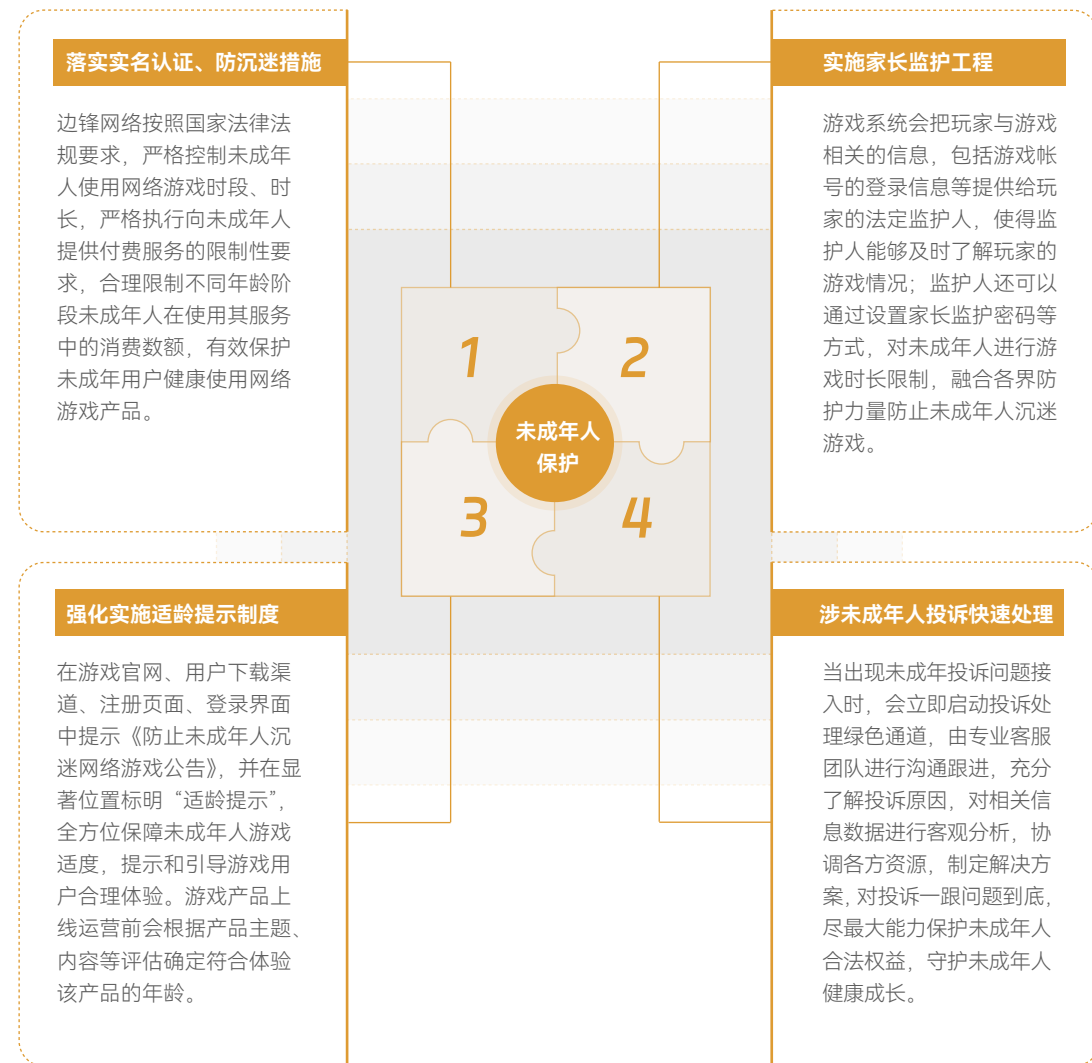 落实实名认证、防沉迷措施
边锋网络按照国家法律法
规要求，严格控制未成年
人使用网络游戏时段、时
长，严格执行向未成年人
提供付费服务的限制性要
求，合理限制不同年龄阶
段未成年人在使用其服务
中的消费数额，有效保护
未成年用户健康使用网络
游戏产品。
实施家长监护工程
游戏系统会把玩家与游戏
相关的信息，包括游戏帐
号的登录信息等提供给玩
家的法定监护人，使得监
护人能够及时了解玩家的
游戏情况；监护人还可以
通过设置家长监护密码等
方式，对未成年人进行游
戏时长限制，融合各界防
护力量防止未成年人沉迷
游戏。
1
2
未成年人
保护
3
4
强化实施适龄提示制度
在游戏官网、用户下载渠
道、注册页面、登录界面
中提示《防止未成年人沉
迷网络游戏公告》，并在显
著位置标明“适龄提示”，
全方位保障未成年人游戏
适度，提示和引导游戏用
户合理体验。游戏产品上
线运营前会根据产品主题、
内容等评估确定符合体验
该产品的年龄。
涉未成年人投诉快速处理
当出现未成年投诉问题接
入时，会立即启动投诉处
理绿色通道，由专业客服
团队进行沟通跟进，充分
了解投诉原因，对相关信
息数据进行客观分析，协
调各方资源，制定解决方
案，对投诉一跟问题到底，
尽最大能力保护未成年人
合法权益，守护未成年人
健康成长。